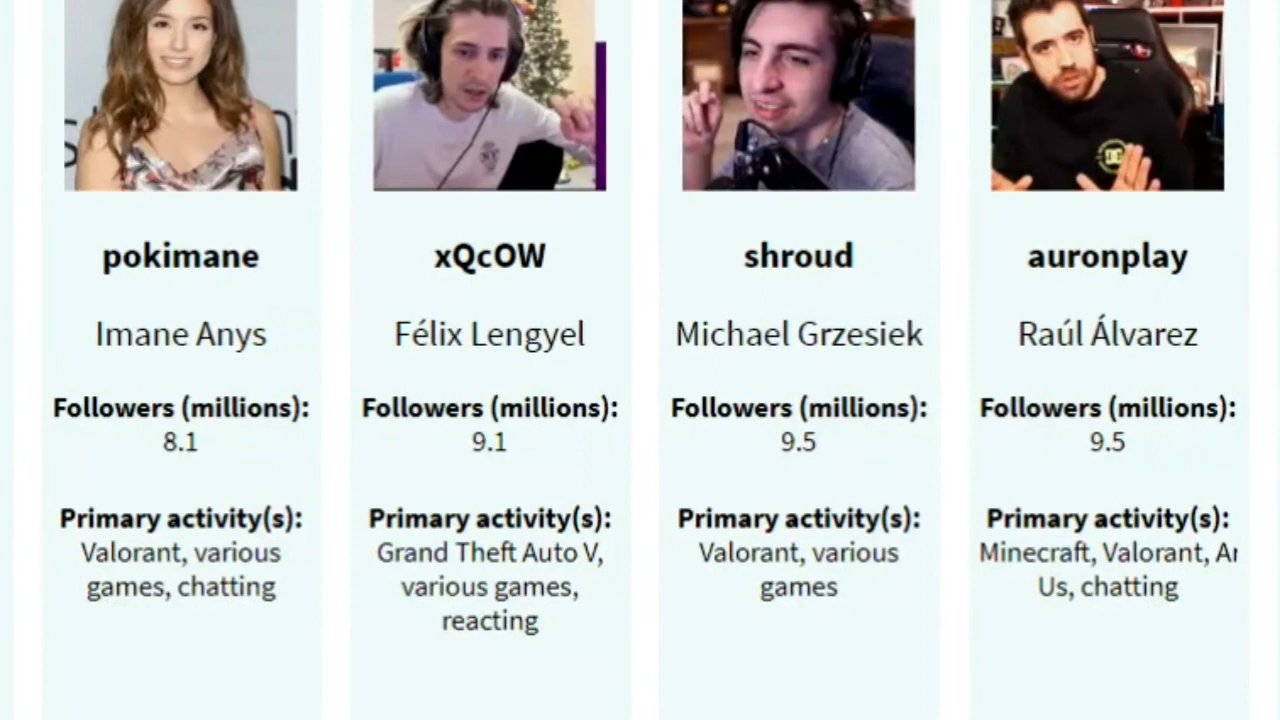 pokimane
Imane Anys
Followers (millions):
8.1
Primary activity(s):
Valorant, various
games, chatting
xQcOW
Félix Lengyel
Followers (millions):
9.1
Primary activity(s):
Grand Theft Auto V,
various games,
reacting
shroud
Michael Grzesiek
Followers (millions):
9.5
Primary activity(s):
Valorant, various
games
auronplay
Raúl Álvarez
Followers (millions):
9.5
Primary activity(s):
Minecraft, Valorant,
Us, chatting